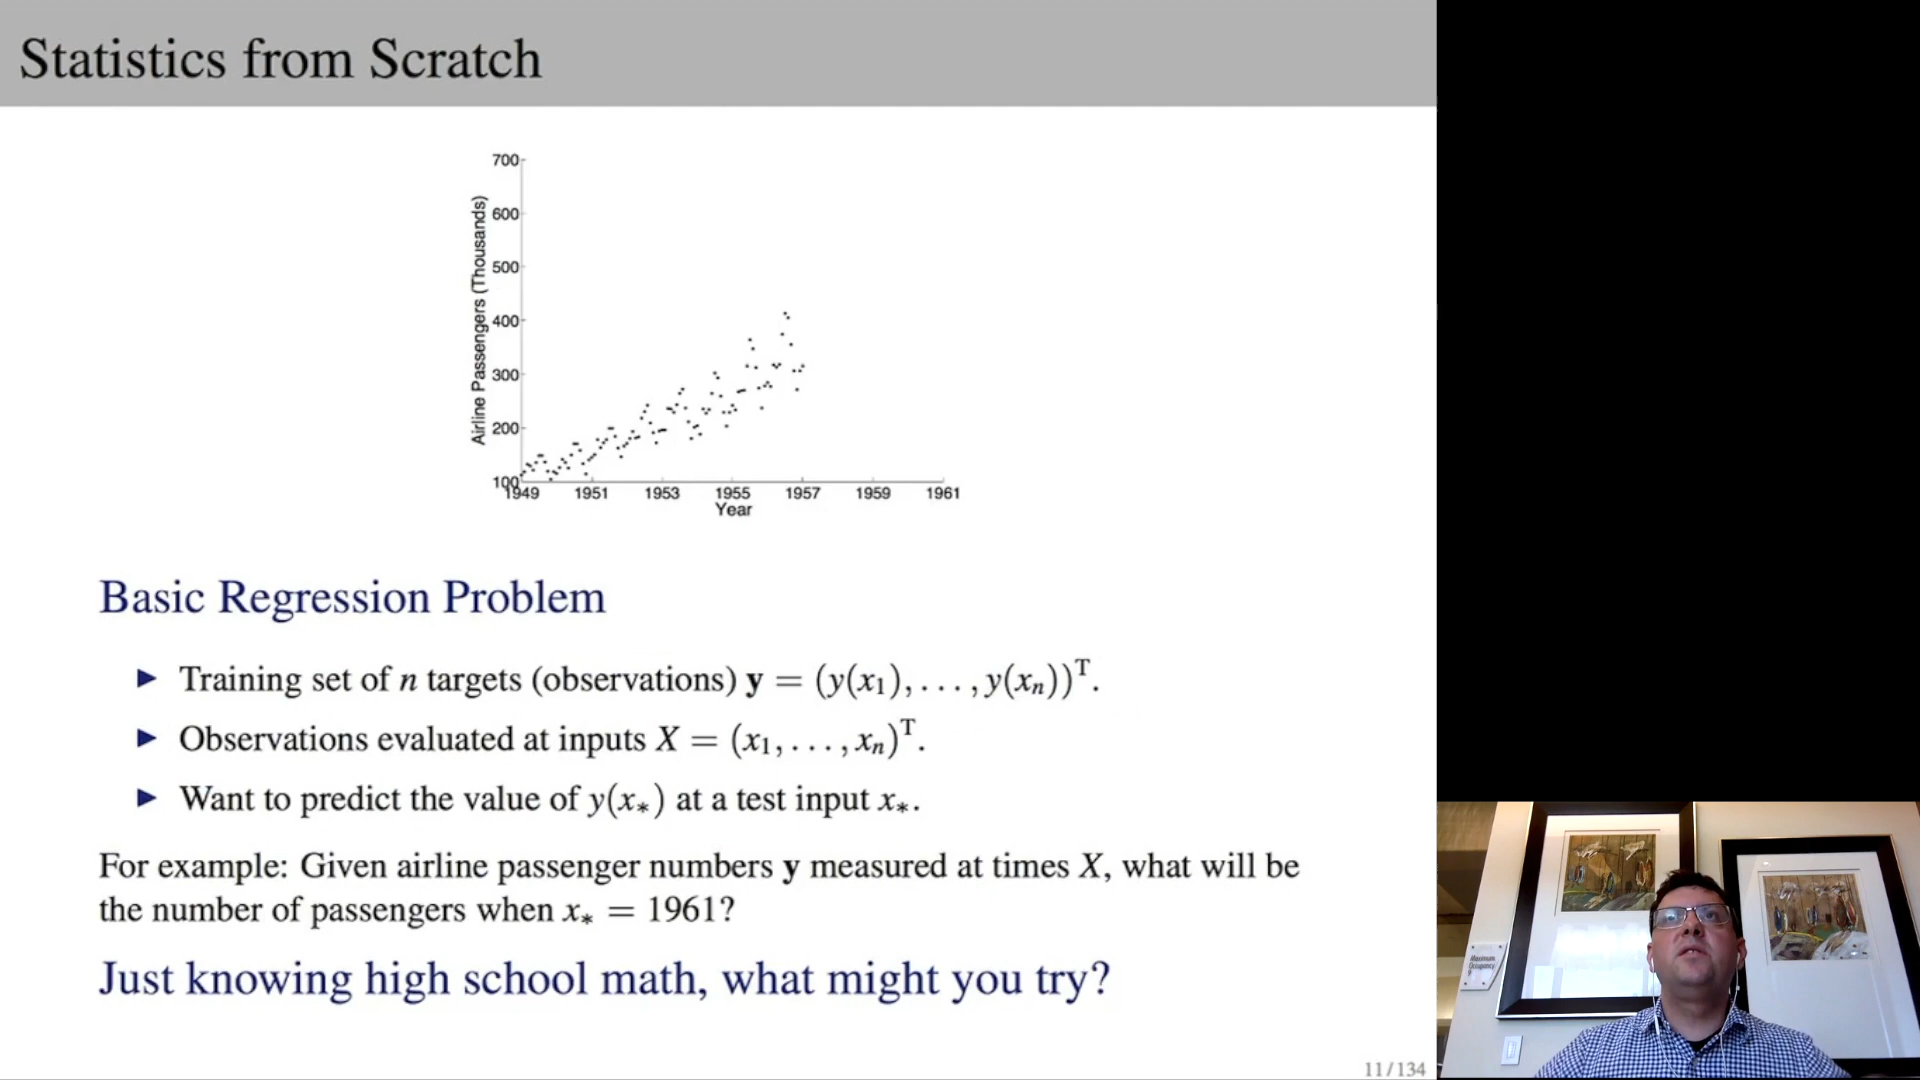 Statistics from Scratch
700
600
500
400
300
200
100
Airline Passengers (Thousands)
1949 1951 1953 1955 1957 1959 1961
Year
Basic Regression Problem
▶ Training set of n targets (observations) y = (y(x₁), . . . , y(xₙ))ᵀ.
▶ Observations evaluated at inputs X = (x₁, . . . , xₙ)ᵀ.
▶ Want to predict the value of y(x∗) at a test input x∗.
For example: Given airline passenger numbers y measured at times X, what will be
the number of passengers when x∗ = 1961?
Just knowing high school math, what might you try?
11/134
Maximum
Occupancy